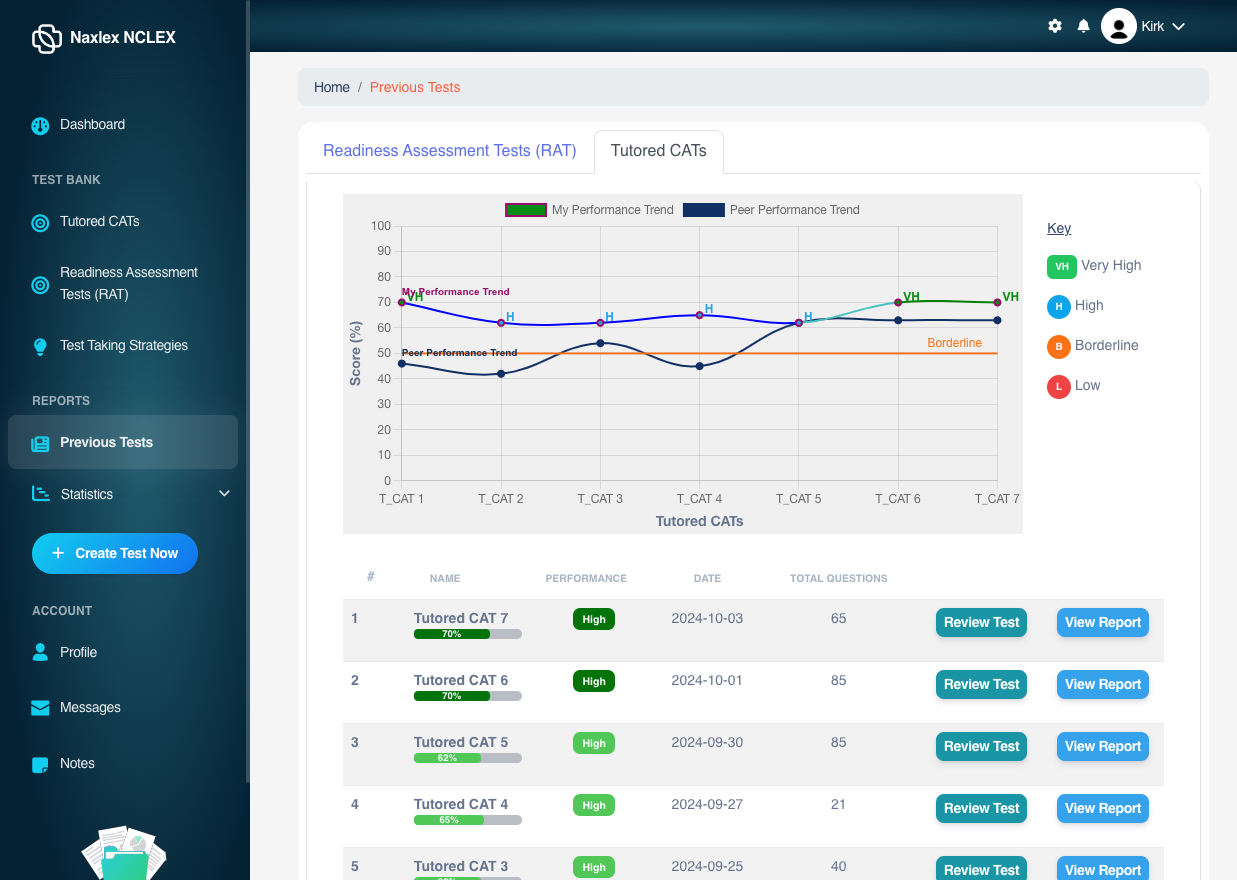 Naxlex NCLEX
Kirk
Dashboard
TEST BANK
Tutored CATs
Readiness Assessment
Tests (RAT)
Test Taking Strategies
REPORTS
Previous Tests
Statistics
+ Create Test Now
ACCOUNT
Profile
Messages
Notes
Home / Previous Tests
Readiness Assessment Tests (RAT) Tutored CATs
My Performance Trend Peer Performance Trend
100
90
80
70
60
50
40
30
20
10
0
Score (%)
My Performance Trend
VH
H
H
H
H
VH
VH
Peer Performance Trend
Borderline
T_CAT 1 T_CAT 2 T_CAT 3 T_CAT 4 T_CAT 5 T_CAT 6 T_CAT 7
Tutored CATs
Key
VH Very High
H High
B Borderline
L Low
# NAME PERFORMANCE DATE TOTAL QUESTIONS
1 Tutored CAT 7 High 2024-10-03 65 Review Test View Report
70%
2 Tutored CAT 6 High 2024-10-01 85 Review Test View Report
70%
3 Tutored CAT 5 High 2024-09-30 85 Review Test View Report
62%
4 Tutored CAT 4 High 2024-09-27 21 Review Test View Report
65%
5 Tutored CAT 3 High 2024-09-25 40 Review Test View Report